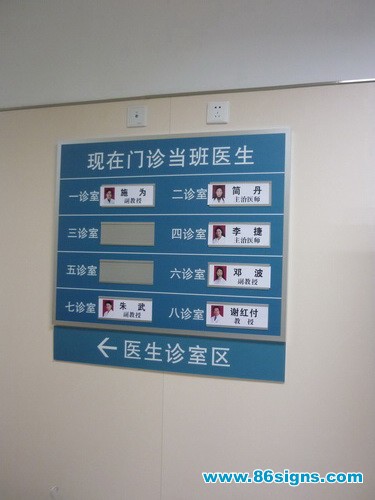 现在门诊当班医生
一诊室 施 为 副教授 二诊室 简 丹 主治医师
三诊室 四诊室 李 捷 主治医师
五诊室 六诊室 邓 波 副教授
七诊室 朱 武 副教授 八诊室 谢红付 教 授
← 医生诊室区
www.86signs.com